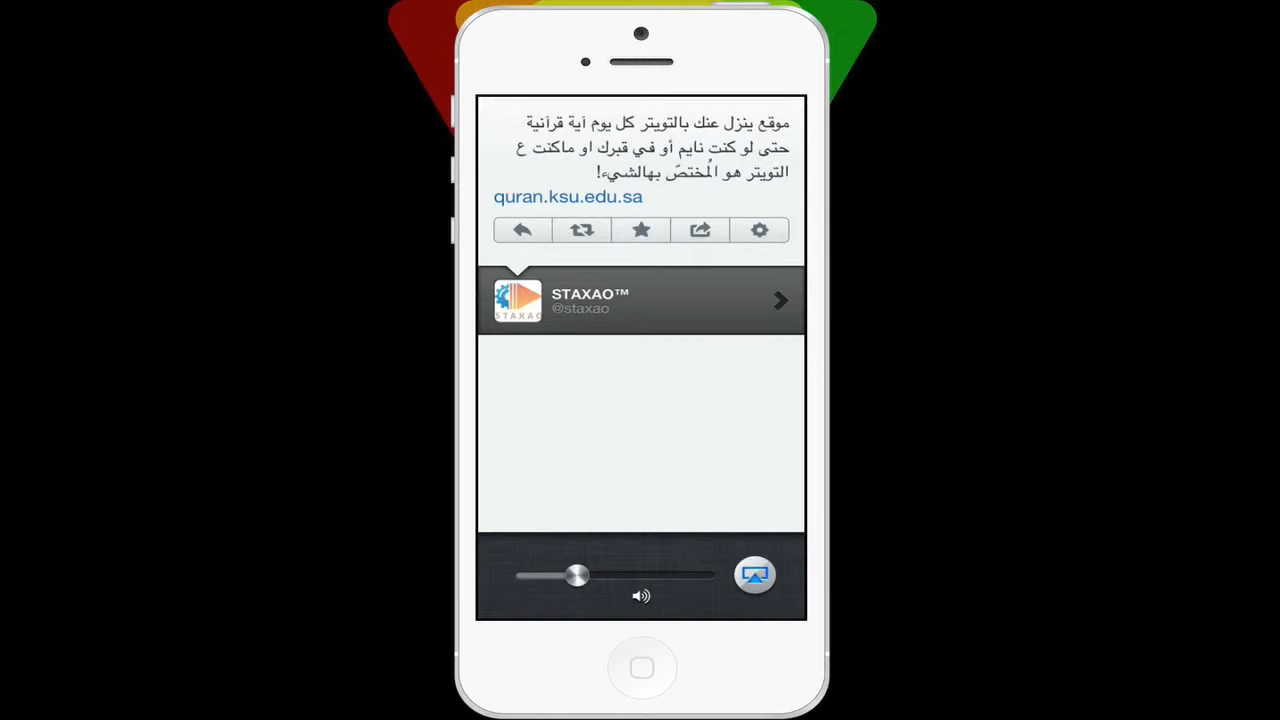 موقع ينزل عنك بالتويتر كل يوم آية قرآنية
حتى لو كنت نايم أو في قبرك او ماكنت ع
التويتر هو المُختصّ بهالشيء!
quran.ksu.edu.sa
STAXAO™
@staxao
STAXAO